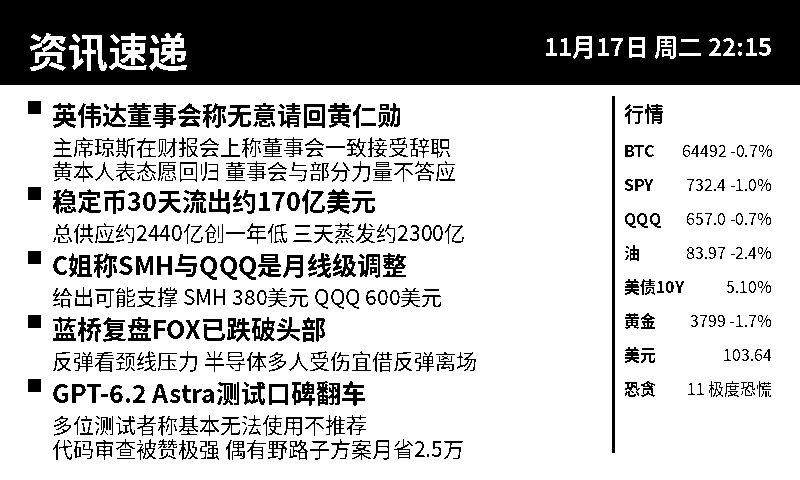 资讯速递
11月17日 周二 22:15
英伟达董事会称无意请回黄仁勋
主席琼斯在财报会上称董事会一致接受辞职
黄本人表态愿回归 董事会与部分力量不答应
稳定币30天流出约170亿美元
总供应约2440亿创一年低 三天蒸发约2300亿
C姐称SMH与QQQ是月线级调整
给出可能支撑 SMH 380美元 QQQ 600美元
蓝桥复盘FOX已跌破头部
反弹看颈线压力 半导体多人受伤宜借反弹离场
GPT-6.2 Astra测试口碑翻车
多位测试者称基本无法使用不推荐
代码审查被赞极强 偶有野路子方案月省2.5万
行情
BTC 64492 -0.7%
SPY 732.4 -1.0%
QQQ 657.0 -0.7%
油 83.97 -2.4%
美债10Y 5.10%
黄金 3799 -1.7%
美元 103.64
恐贪 11 极度恐慌